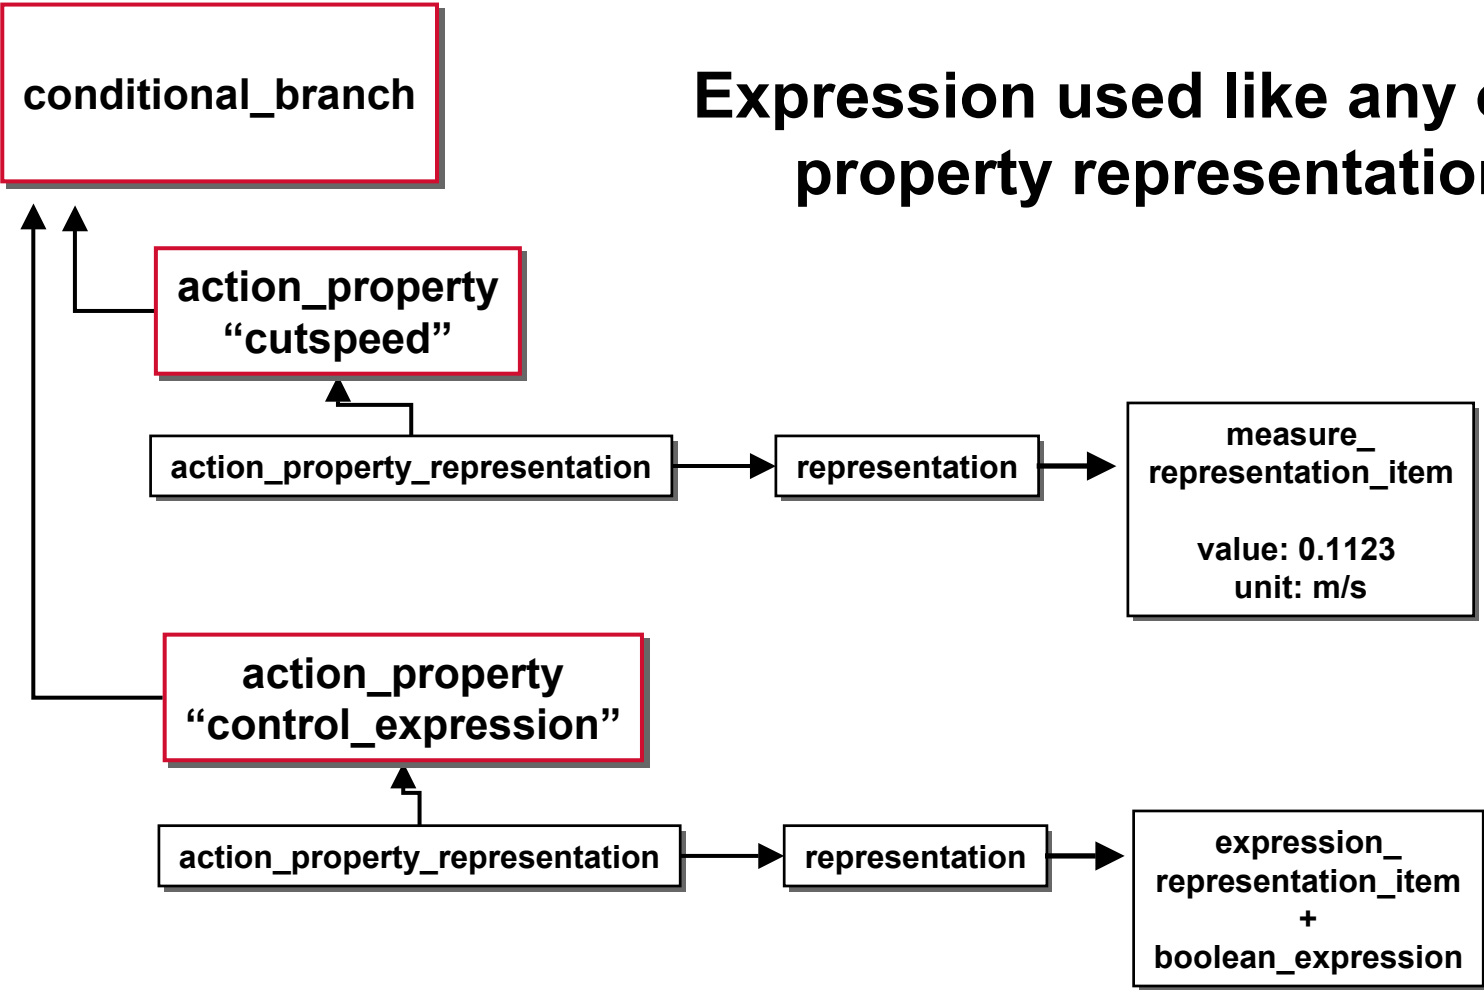 conditional_branch
Expression used like any
property representation
action_property
“cutspeed”
action_property_representation
representation
measure_
representation_item
value: 0.1123
unit: m/s
action_property
“control_expression”
action_property_representation
representation
expression_
representation_item
+
boolean_expression